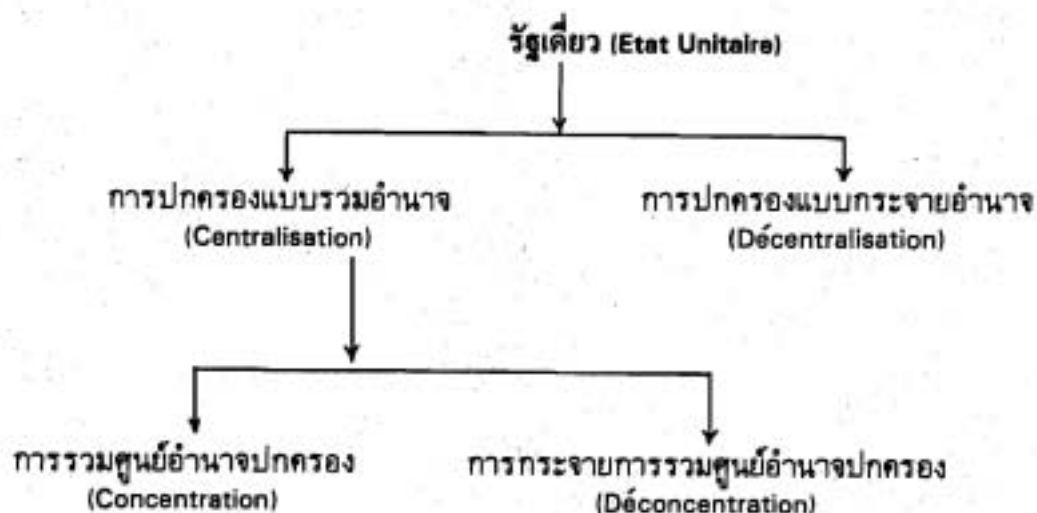 รัฐเดี่ยว (Etat Unitaire)
การปกครองแบบรวมอำนาจ
(Centralisation)
การปกครองแบบกระจายอำนาจ
(Décentralisation)
การรวมศูนย์อำนาจปกครอง
(Concentration)
การกระจายการรวมศูนย์อำนาจปกครอง
(Déconcentration)